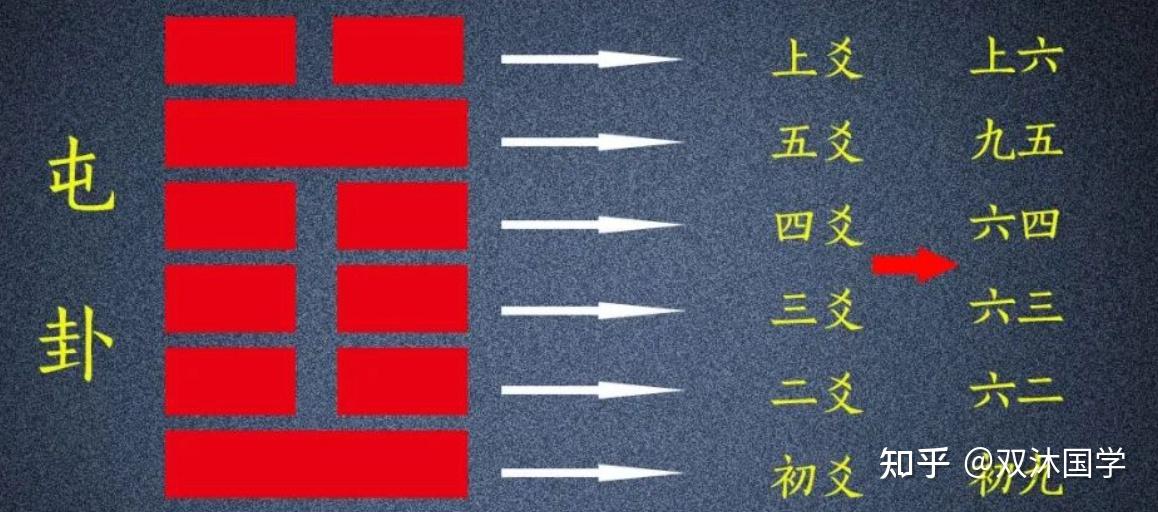 屯卦
上爻 上六
五爻 九五
四爻 六四
三爻 六三
二爻 六二
初爻 初九
知乎 @双沐国学